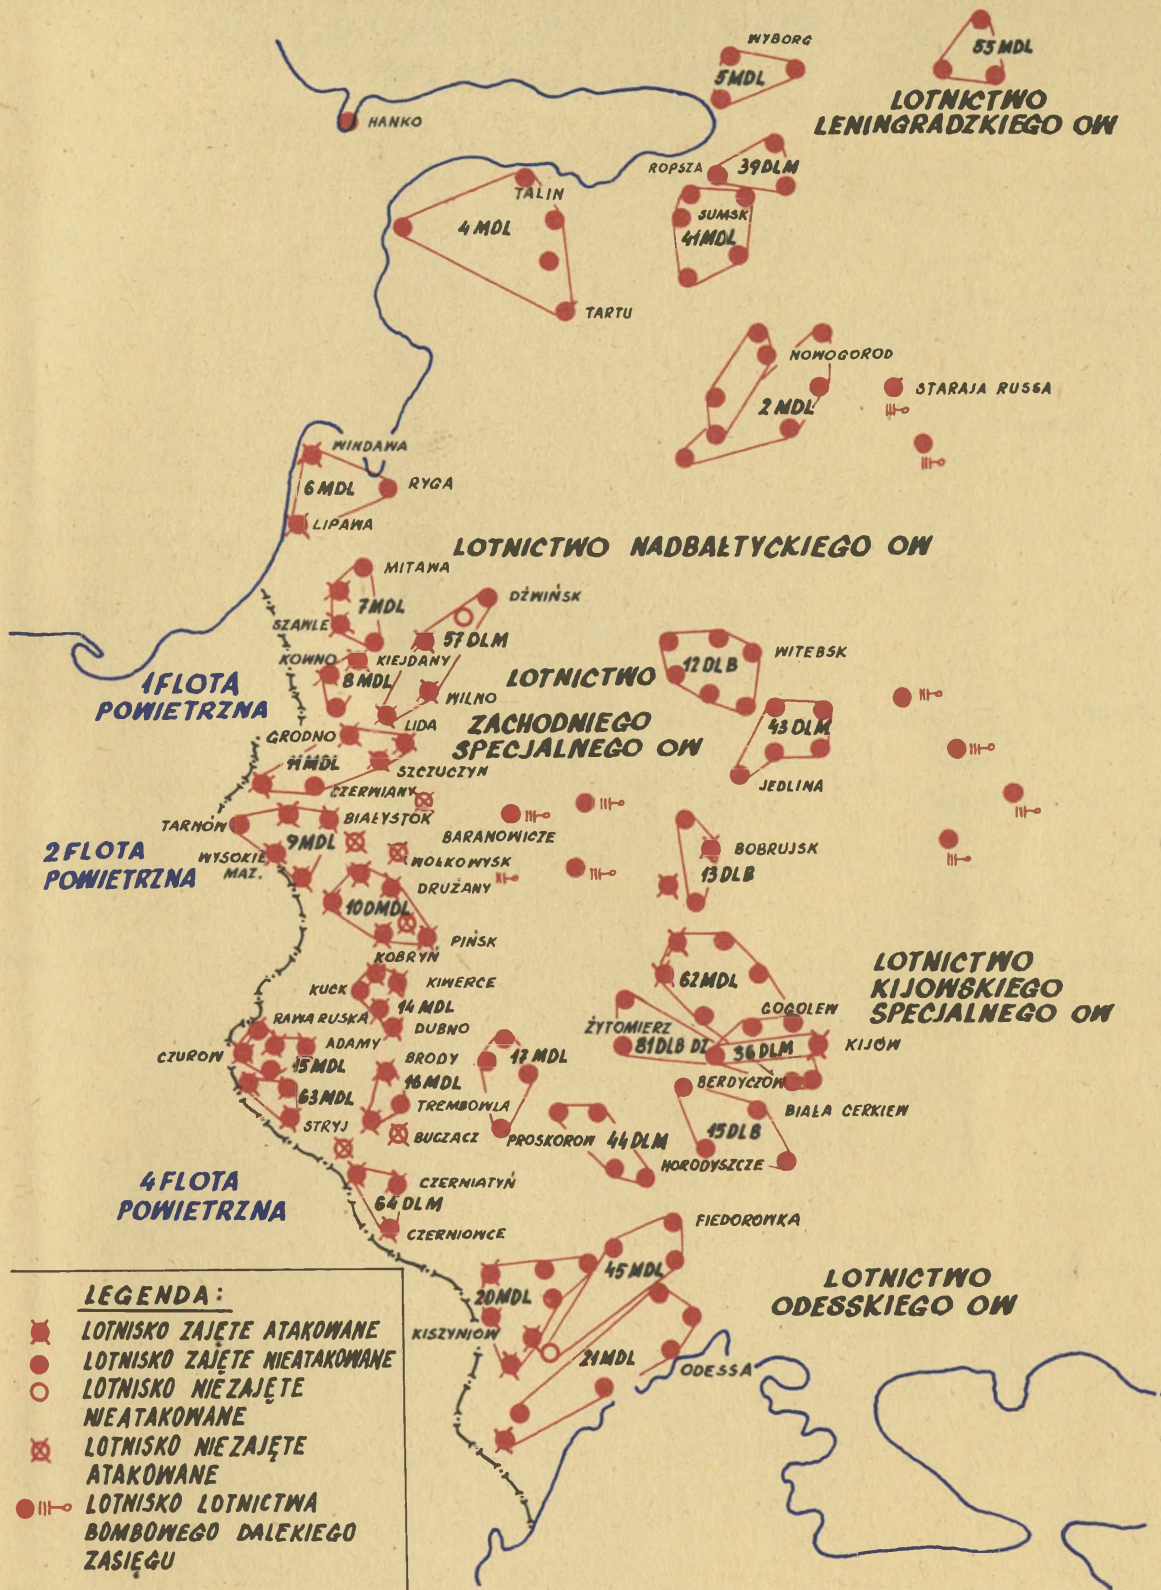 WYBORG
55 MDL
5 MDL
LOTNICTWO
LENINGRADZKIEGO OW
HANKO
ROPSZA
39 DLM
TALIN
SUMSK
4 MDL
41 MDL
TARTU
NOWOGOROD
STARAJA RUSSA
2 MDL
WINDAWA
6 MDL
RYGA
LIPAWA
LOTNICTWO NADBAŁTYCKIEGO OW
MITAWA
DŹWIŃSK
7 MDL
SZAWLE
57 DLM
KOWNO
KIEJDANY
8 MDL
12 DLB
WITEBSK
LOTNICTWO
ZACHODNIEGO
SPECJALNEGO OW
1 FLOTA
POWIETRZNA
WILNO
LIDA
GRODNO
43 DLM
11 MDL
SZCZUCZYN
JEDLINA
CZERWIANY
TARNÓW
BIAŁYSTOK
BARANOWICZE
9 MDL
BOBRUJSK
2 FLOTA
POWIETRZNA
WYSOKIE
MAZ.
WOŁKOWYSK
13 DLB
DRUŻANY
10 DMDL
PIŃSK
KOBRYŃ
KIWERCE
62 MDL
LOTNICTWO
KIJOWSKIEGO
SPECJALNEGO OW
KUCK
14 MDL
GOGOLEW
RAWA RUSKA
DUBNO
ŻYTOMIERZ
ADAMY
81 DLB DZ
36 DLM
KIJÓW
CZUROW
BRODY
17 MDL
15 MDL
16 MDL
BERDYCZÓW
63 MDL
TREMBOWLA
BIAŁA CERKIEW
STRYJ
BUCZACZ
PROSKOROW
44 DLM
15 DLB
HORODYSZCZE
4 FLOTA
POWIETRZNA
CZERNIATYŃ
64 DLM
CZERNIOWCE
FIEDOROWKA
45 MDL
LOTNICTWO
ODESSKIEGO OW
20 MDL
KISZYNIÓW
21 MDL
ODESSA
LEGENDA:
LOTNISKO ZAJĘTE ATAKOWANE
LOTNISKO ZAJĘTE NIEATAKOWANE
LOTNISKO NIEZAJĘTE
NIEATAKOWANE
LOTNISKO NIEZAJĘTE
ATAKOWANE
LOTNISKO LOTNICTWA
BOMBOWEGO DALEKIEGO
ZASIĘGU